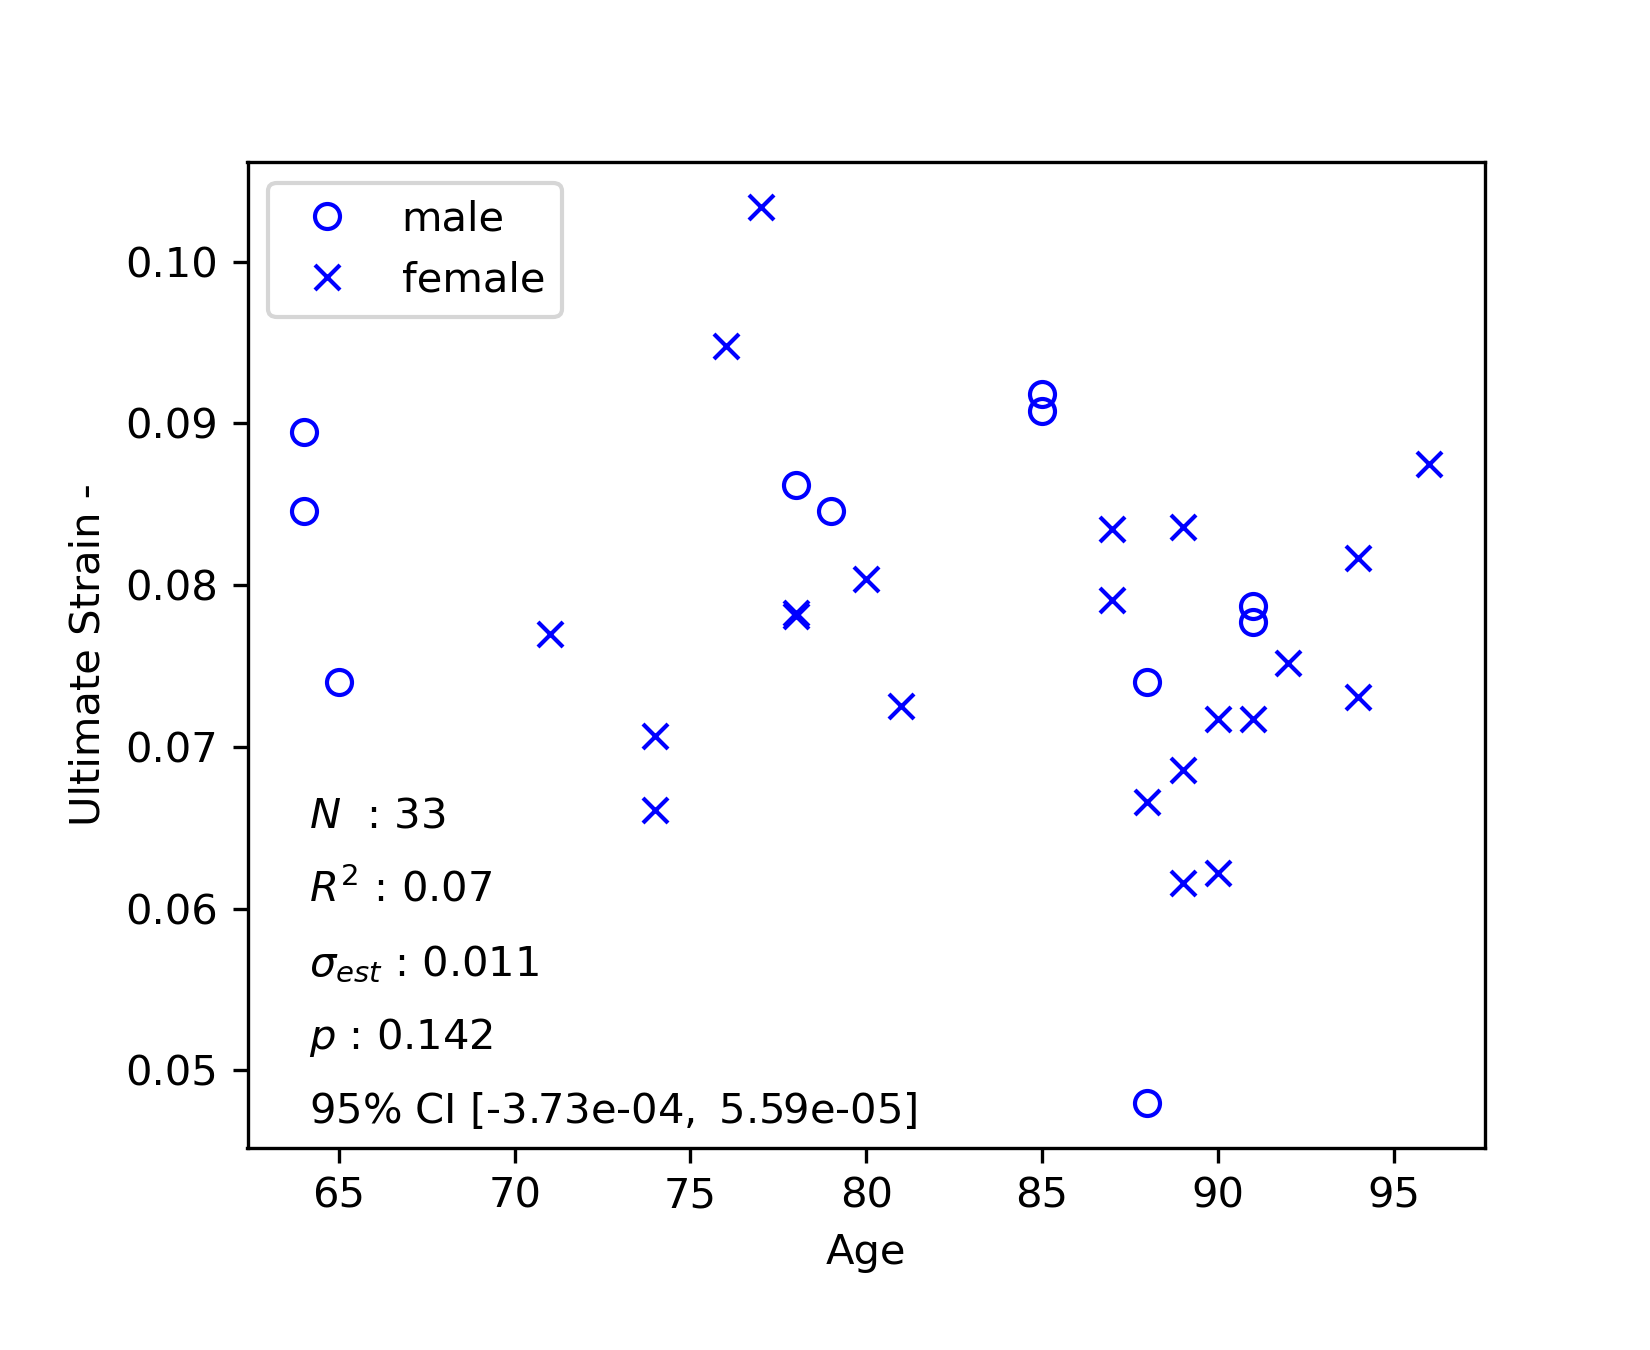 male
female
0.10
0.09
0.08
0.07
0.06
0.05
Ultimate Strain -
N : 33
R² : 0.07
σest : 0.011
p : 0.142
95% CI [-3.73e-04, 5.59e-05]
65 70 75 80 85 90 95
Age